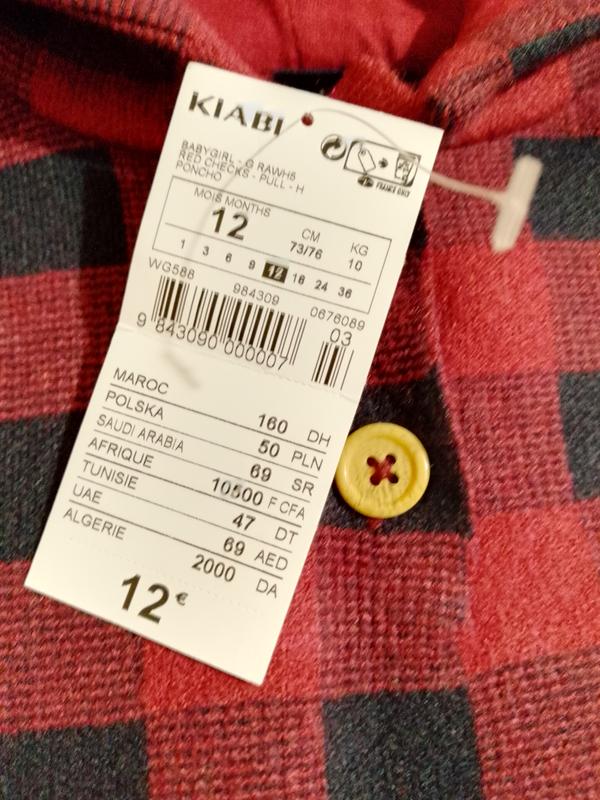 KIABI
BABYGIRL - G RAWH5
RED CHECKS - PULL - H
PONCHO
MOIS MONTHS
12
CM
73/76
KG
10
1 3 6 9 12 18 24 36
WG588 984309 0676089
03
9 843090 000007
MAROC 160 DH
POLSKA 50 PLN
SAUDI ARABIA 69 SR
AFRIQUE 10500 F CFA
TUNISIE 47 DT
UAE 69 AED
ALGERIE 2000 DA
12€